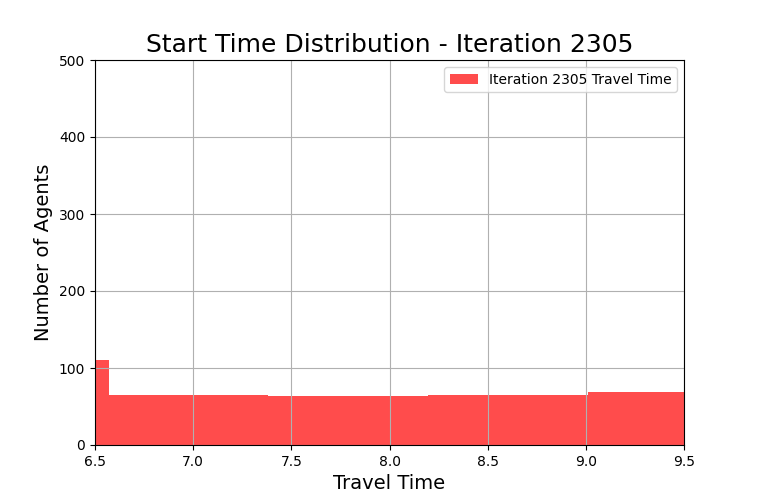 Start Time Distribution - Iteration 2305
Iteration 2305 Travel Time
Number of Agents
500
400
300
200
100
0
6.5 7.0 7.5 8.0 8.5 9.0 9.5
Travel Time